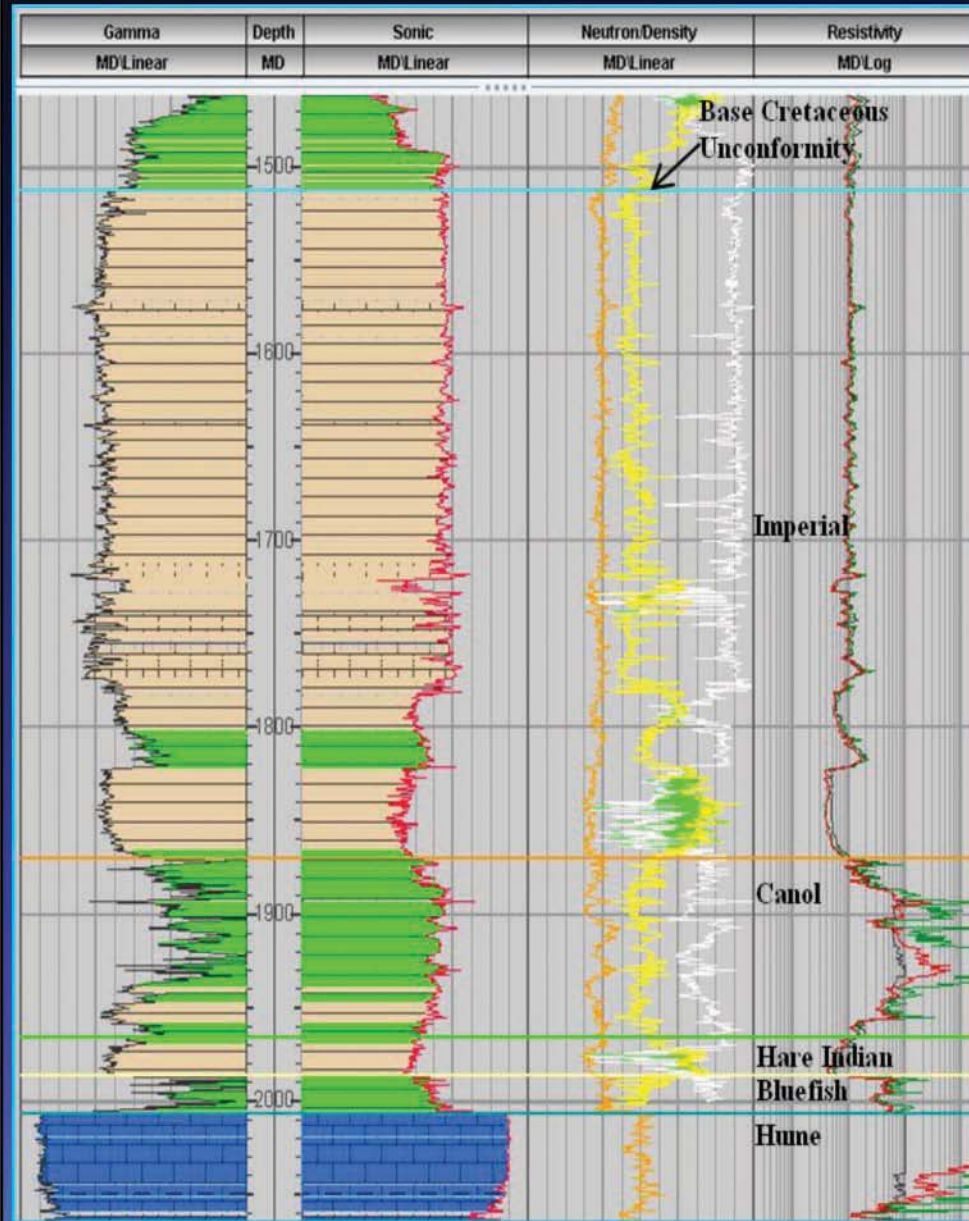 Gamma Depth Sonic Neutron/Density Resistivity
MD\Linear MD MD\Linear MD\Linear MD\Log
Base Cretaceous
Unconformity
1500
1600
Imperial
1700
1800
Canol
1900
Hare Indian
Bluefish
2000
Hume